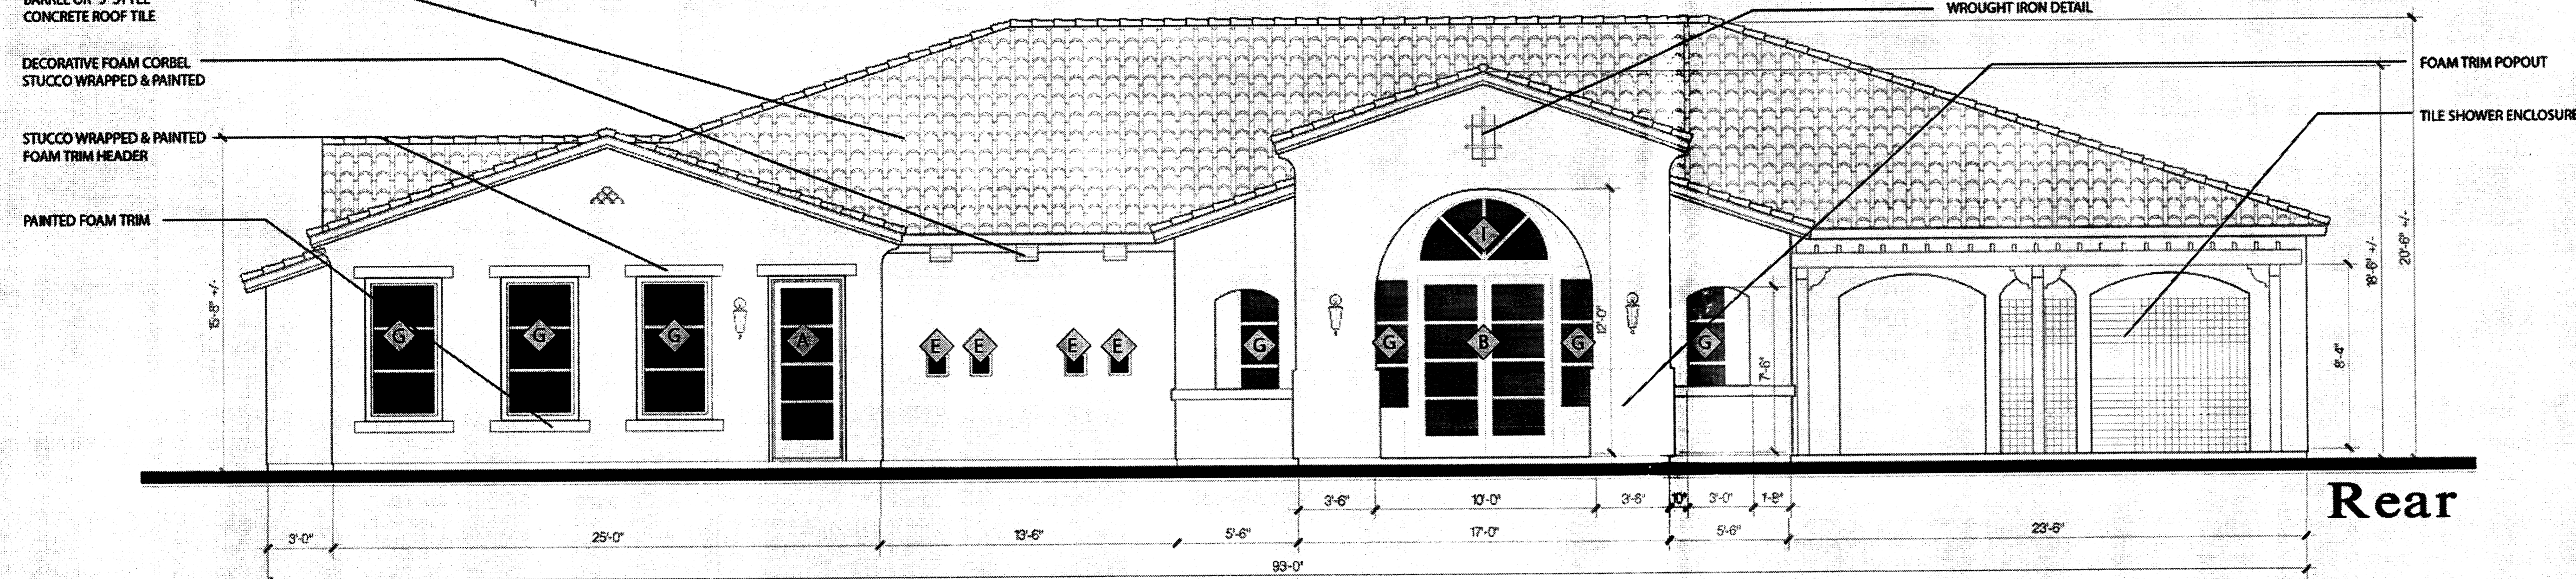 BARREL OR "S" STYLE
CONCRETE ROOF TILE
DECORATIVE FOAM CORBEL
STUCCO WRAPPED & PAINTED
STUCCO WRAPPED & PAINTED
FOAM TRIM HEADER
PAINTED FOAM TRIM
WROUGHT IRON DETAIL
FOAM TRIM POPOUT
TILE SHOWER ENCLOSURE
15'-8" +/-
G
G
G
A
E
E
E
E
G
G
I
B
G
G
12'-0"
7'-6"
8'-4"
18'-6" +/-
20'-6" +/-
Rear
3'-6"
10'-0"
3'-6"
10"
3'-0"
1'-8"
3'-0"
25'-0"
13'-6"
5'-6"
17'-0"
5'-6"
23'-6"
93'-0"